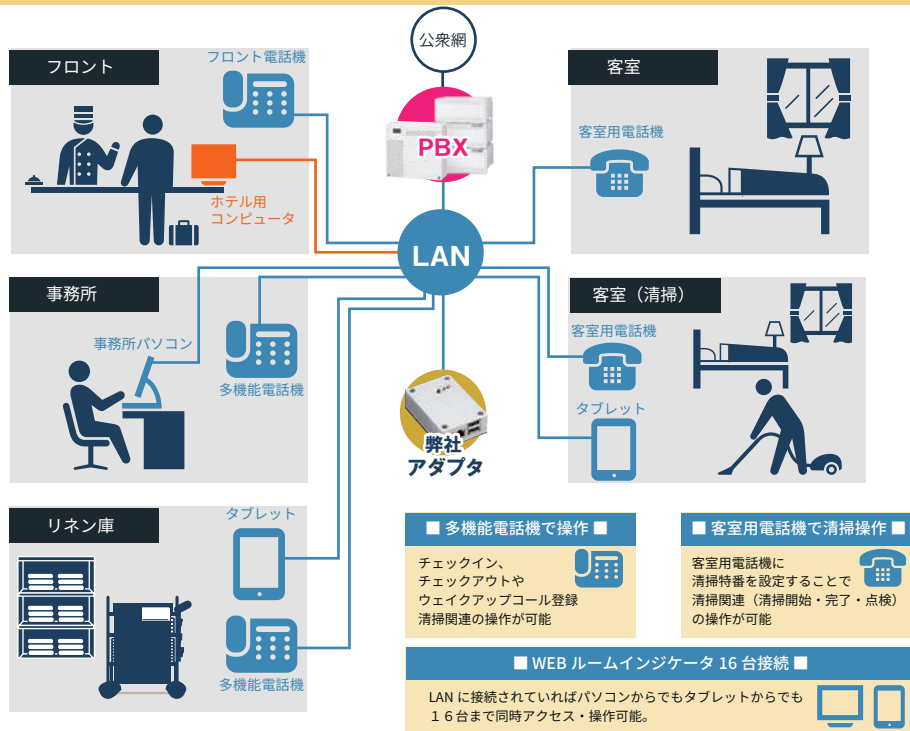 公衆網
PBX
LAN
弊社
アダプタ
フロント
フロント電話機
ホテル用
コンピュータ
客室
客室用電話機
事務所
事務所パソコン
多機能電話機
客室（清掃）
客室用電話機
タブレット
リネン庫
タブレット
多機能電話機
■ 多機能電話機で操作 ■
チェックイン、
チェックアウトや
ウェイクアップコール登録
清掃関連の操作が可能
■ 客室用電話機で清掃操作 ■
客室用電話機に
清掃特番を設定することで
清掃関連（清掃開始・完了・点検）
の操作が可能
■ WEB ルームインジケータ 16 台接続 ■
LAN に接続されていればパソコンからでもタブレットからでも
１６台まで同時アクセス・操作可能。